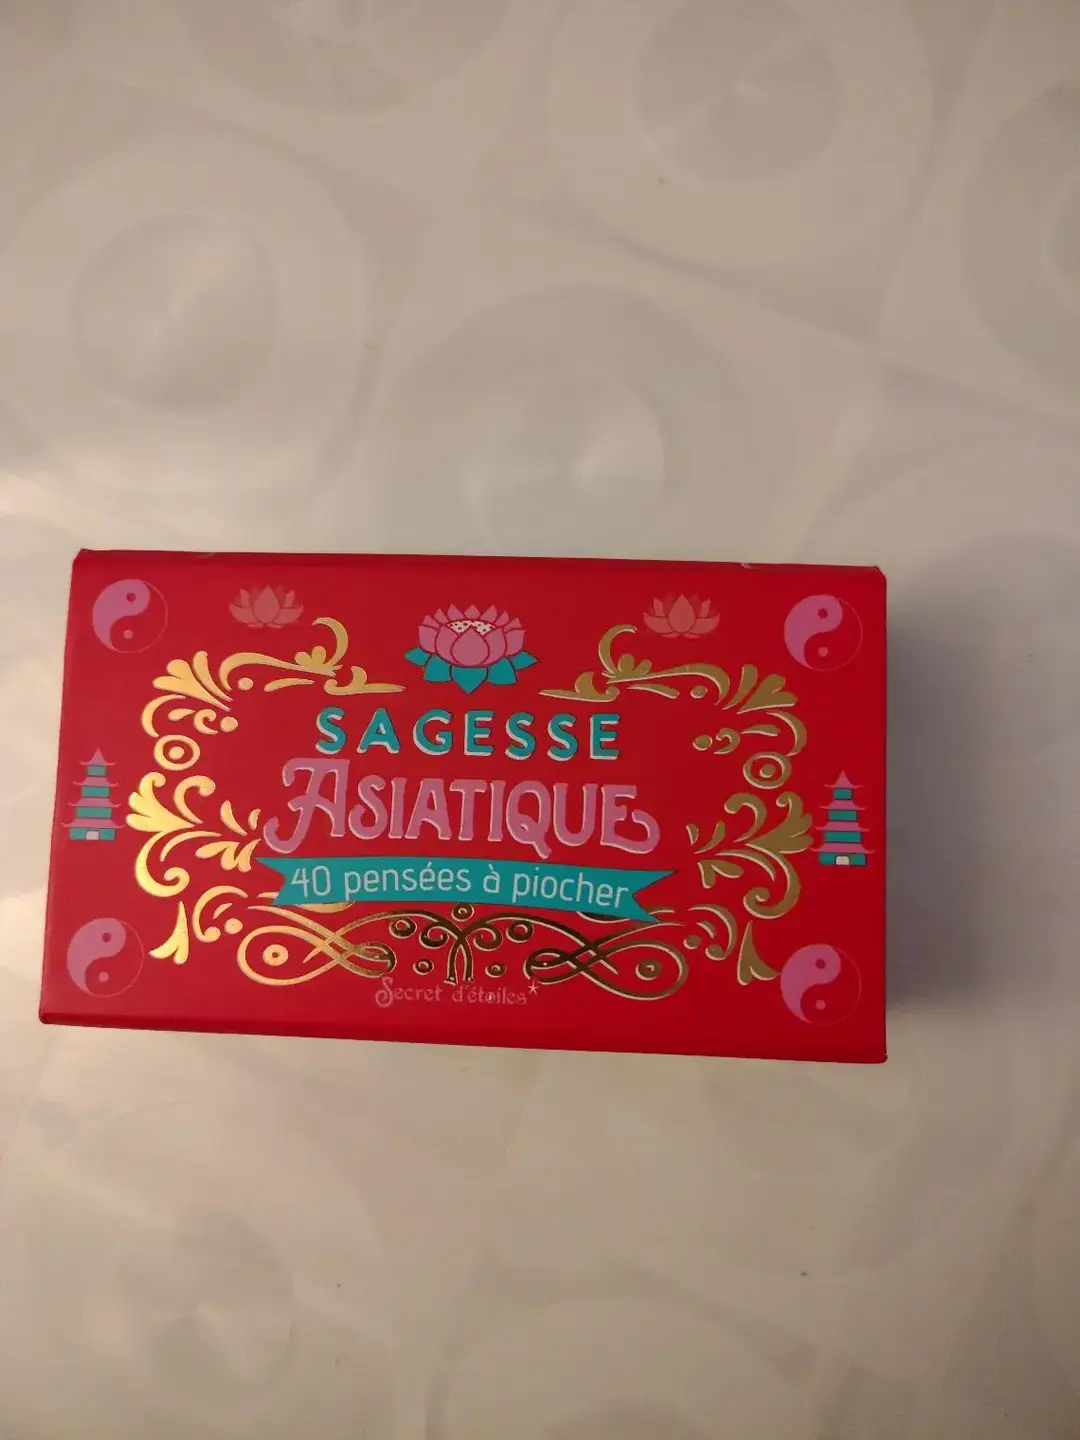 SAGESSE
ASIATIQUE
40 pensées à piocher
Secret d'étoiles*